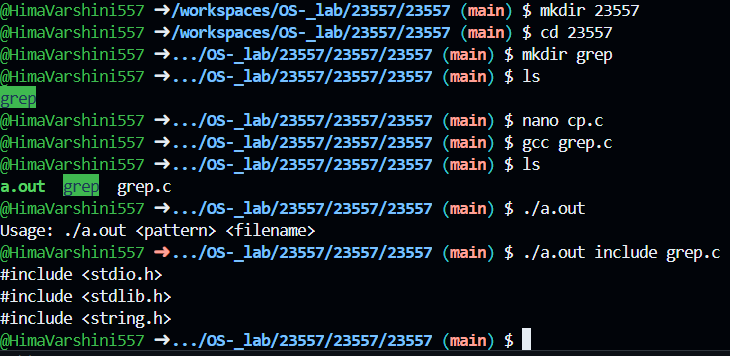 @HimaVarshini557 ➜/workspaces/OS-_lab/23557/23557 (main) $ mkdir 23557
@HimaVarshini557 ➜/workspaces/OS-_lab/23557/23557 (main) $ cd 23557
@HimaVarshini557 ➜.../OS-_lab/23557/23557/23557 (main) $ mkdir grep
@HimaVarshini557 ➜.../OS-_lab/23557/23557/23557 (main) $ ls
grep
@HimaVarshini557 ➜.../OS-_lab/23557/23557/23557 (main) $ nano cp.c
@HimaVarshini557 ➜.../OS-_lab/23557/23557/23557 (main) $ gcc grep.c
@HimaVarshini557 ➜.../OS-_lab/23557/23557/23557 (main) $ ls
a.out  grep  grep.c
@HimaVarshini557 ➜.../OS-_lab/23557/23557/23557 (main) $ ./a.out
Usage: ./a.out <pattern> <filename>
@HimaVarshini557 ➜.../OS-_lab/23557/23557/23557 (main) $ ./a.out include grep.c
#include <stdio.h>
#include <stdlib.h>
#include <string.h>
@HimaVarshini557 ➜.../OS-_lab/23557/23557/23557 (main) $